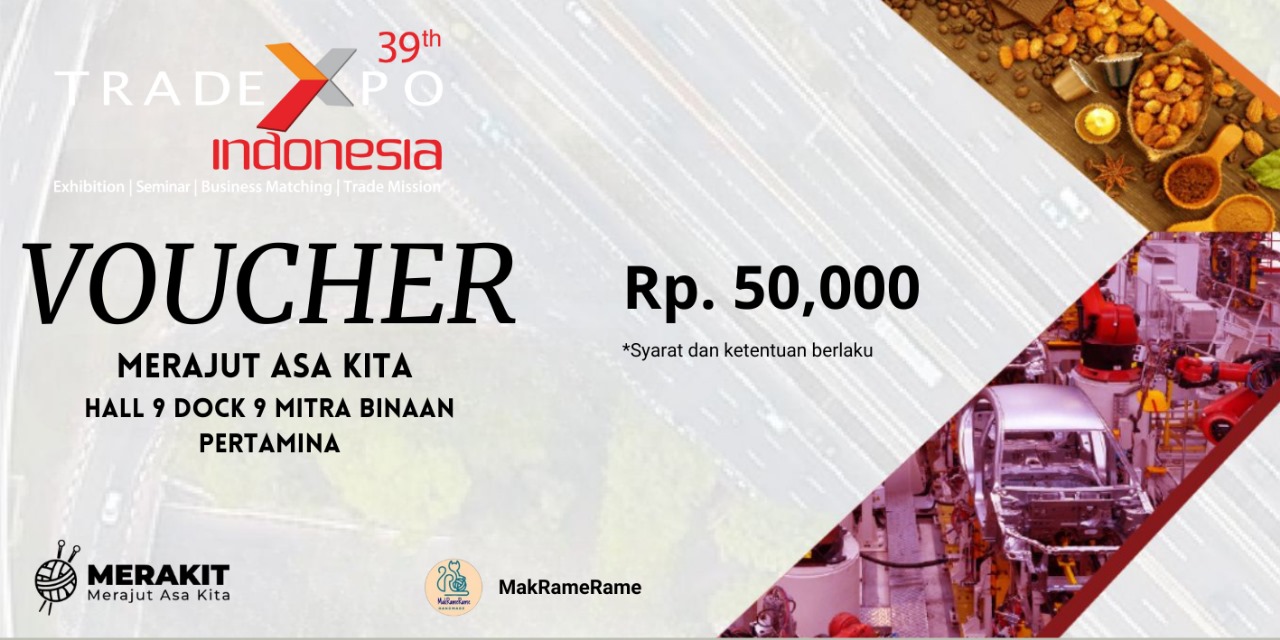 39th
TRADE XPO
indonesia
Exhibition | Seminar | Business Matching | Trade Mission
VOUCHER
MERAJUT ASA KITA
HALL 9 DOCK 9 MITRA BINAAN
PERTAMINA
Rp. 50,000
*Syarat dan ketentuan berlaku
MERAKIT
Merajut Asa Kita
MakRameRame
MakRameRame